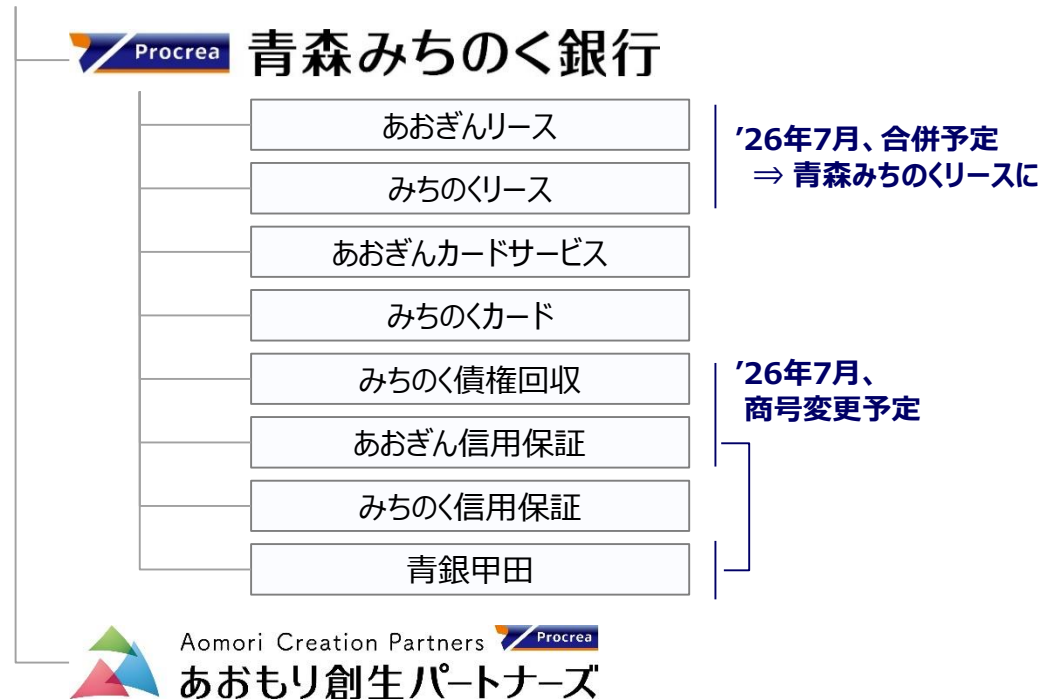 Procrea 青森みちのく銀行
あおぎんリース
みちのくリース
’26年7月、合併予定
⇒ 青森みちのくリースに
あおぎんカードサービス
みちのくカード
みちのく債権回収
あおぎん信用保証
’26年7月、
商号変更予定
みちのく信用保証
青銀甲田
Aomori Creation Partners Procrea
あおもり創生パートナーズ